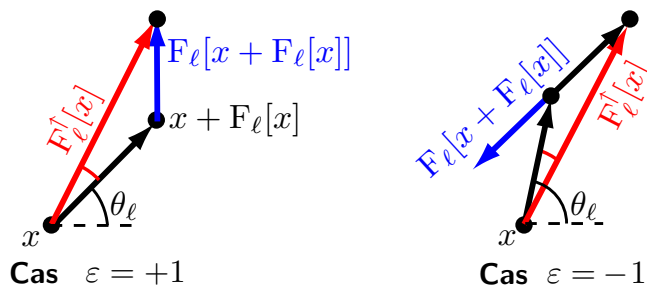 F_ℓ[x + F_ℓ[x]]
F_ℓ^↑[x]
x + F_ℓ[x]
θ_ℓ
x
Cas ε = +1
F_ℓ[x + F_ℓ[x]]
F_ℓ^↑[x]
θ_ℓ
x
Cas ε = −1